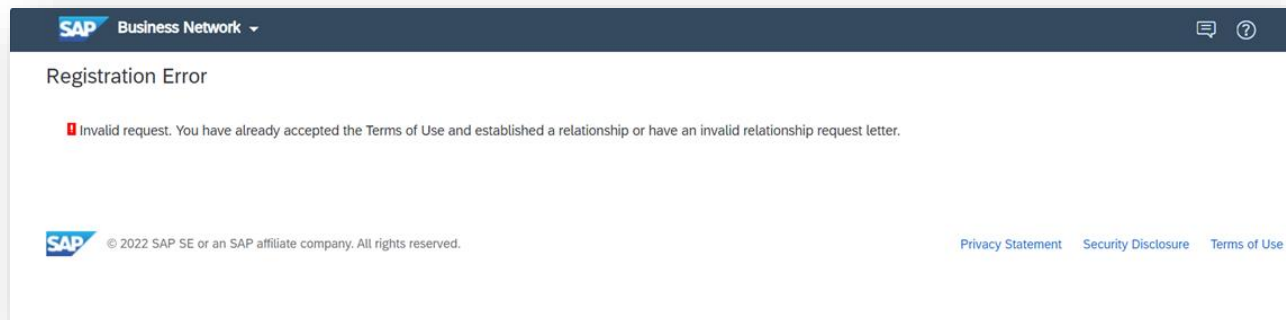 SAP Business Network
Registration Error
Invalid request. You have already accepted the Terms of Use and established a relationship or have an invalid relationship request letter.
SAP © 2022 SAP SE or an SAP affiliate company. All rights reserved. Privacy Statement Security Disclosure Terms of Use